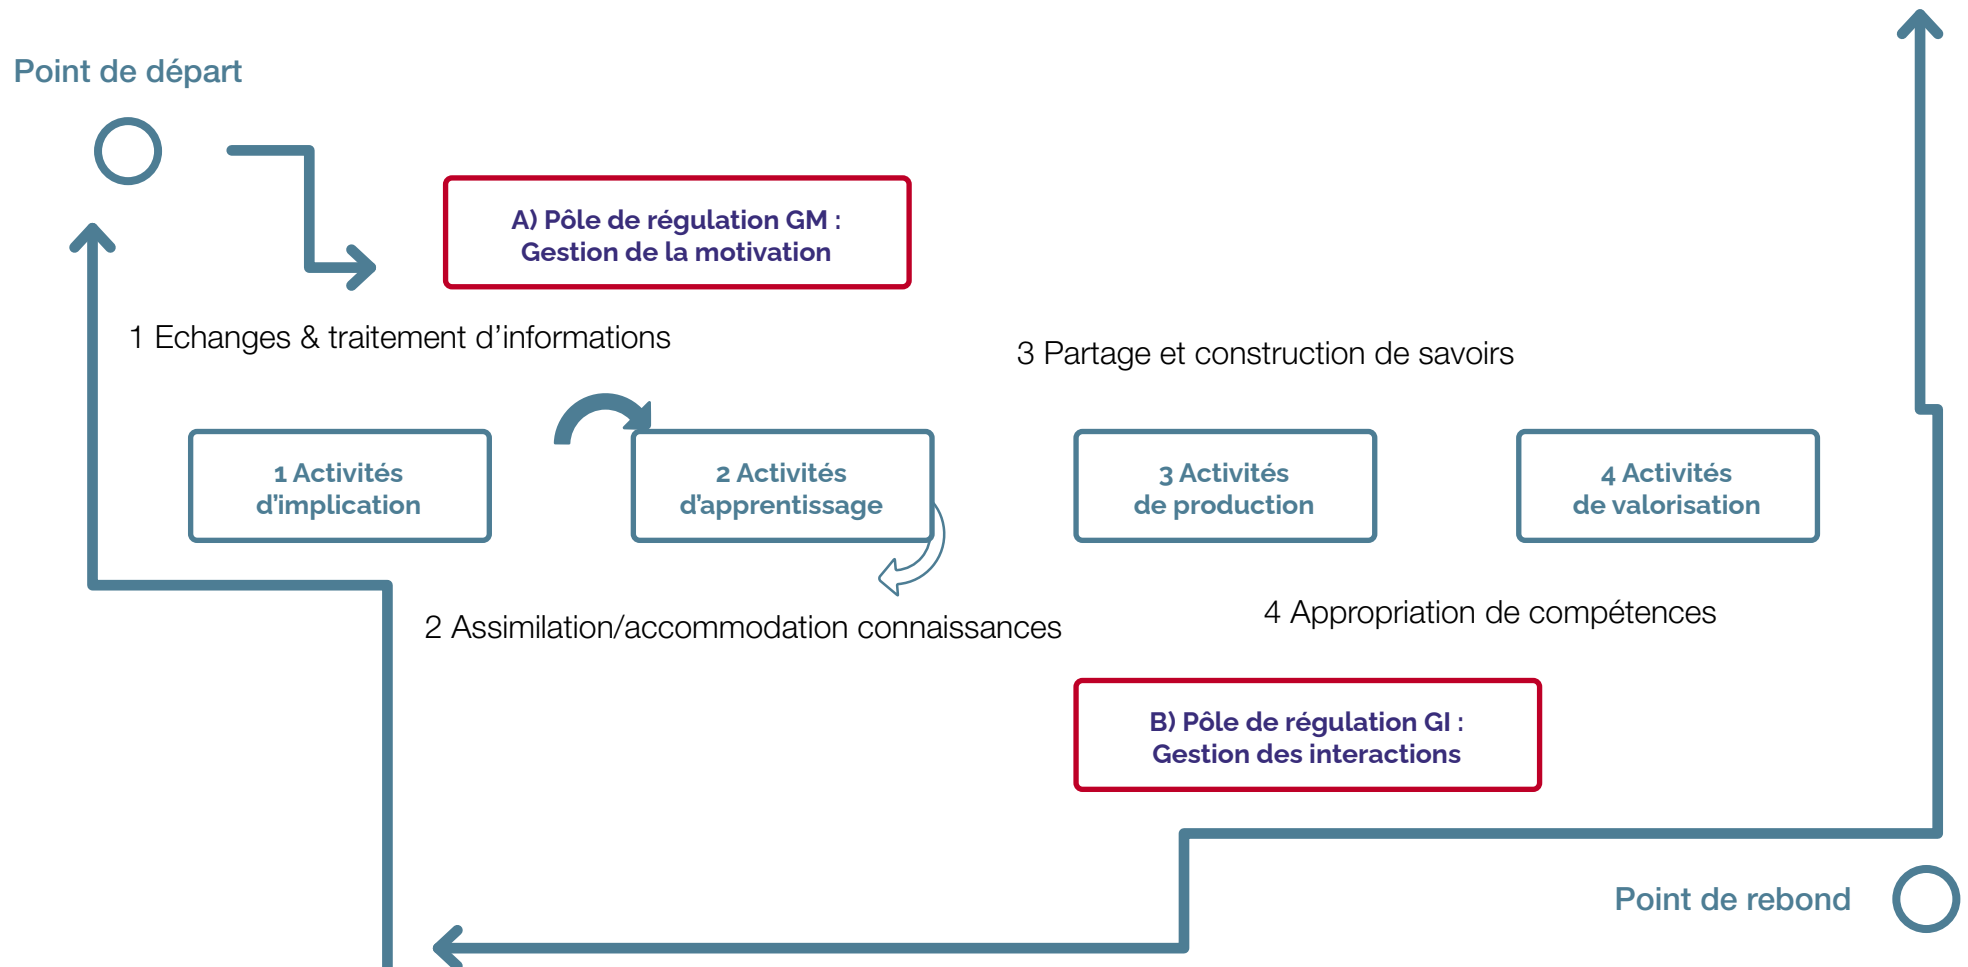 Point de départ
A) Pôle de régulation GM :
Gestion de la motivation
1 Echanges & traitement d’informations
3 Partage et construction de savoirs
1 Activités
d’implication
2 Activités
d’apprentissage
3 Activités
de production
4 Activités
de valorisation
2 Assimilation/accommodation connaissances
4 Appropriation de compétences
B) Pôle de régulation GI :
Gestion des interactions
Point de rebond